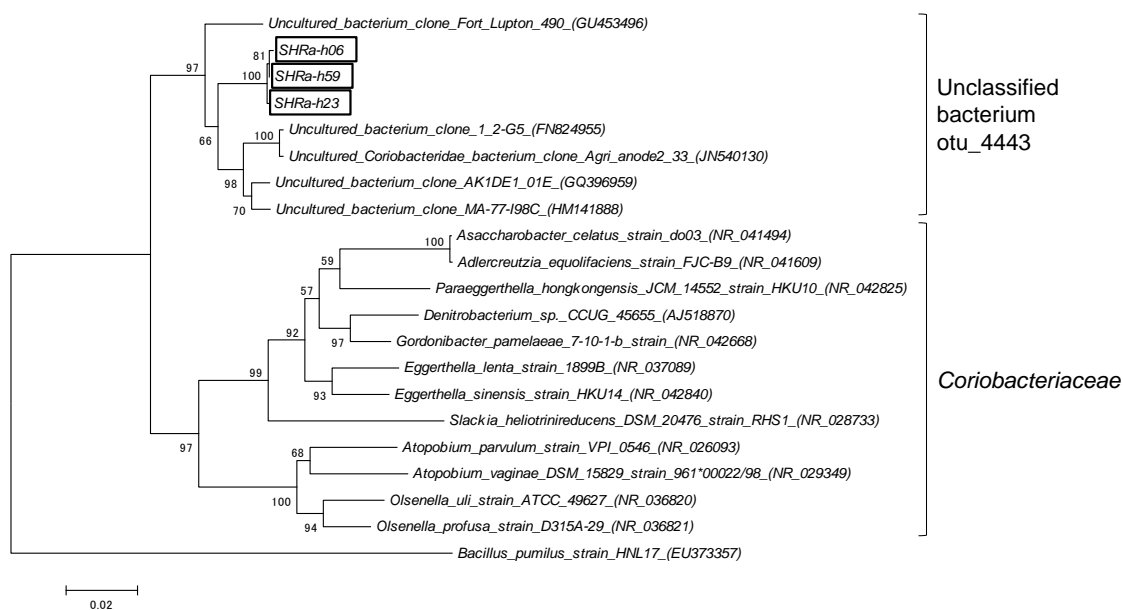 Uncultured_bacterium_clone_Fort_Lupton_490_(GU453496)
SHRa-h06
81
97
SHRa-h59
100
SHRa-h23
Unclassified
bacterium
otu_4443
Uncultured_bacterium_clone_1_2-G5_(FN824955)
100
66
Uncultured_Coriobacteridae_bacterium_clone_Agri_anode2_33_(JN540130)
Uncultured_bacterium_clone_AK1DE1_01E_(GQ396959)
98
70
Uncultured_bacterium_clone_MA-77-I98C_(HM141888)
Asaccharobacter_celatus_strain_do03_(NR_041494)
100
Adlercreutzia_equolifaciens_strain_FJC-B9_(NR_041609)
59
Paraeggerthella_hongkongensis_JCM_14552_strain_HKU10_(NR_042825)
57
Denitrobacterium_sp._CCUG_45655_(AJ518870)
92
97
Gordonibacter_pamelaeae_7-10-1-b_strain_(NR_042668)
Eggerthella_lenta_strain_1899B_(NR_037089)
99
93
Eggerthella_sinensis_strain_HKU14_(NR_042840)
Coriobacteriaceae
Slackia_heliotrinireducens_DSM_20476_strain_RHS1_(NR_028733)
97
Atopobium_parvulum_strain_VPI_0546_(NR_026093)
68
Atopobium_vaginae_DSM_15829_strain_961*00022/98_(NR_029349)
100
Olsenella_uli_strain_ATCC_49627_(NR_036820)
94
Olsenella_profusa_strain_D315A-29_(NR_036821)
Bacillus_pumilus_strain_HNL17_(EU373357)
0.02